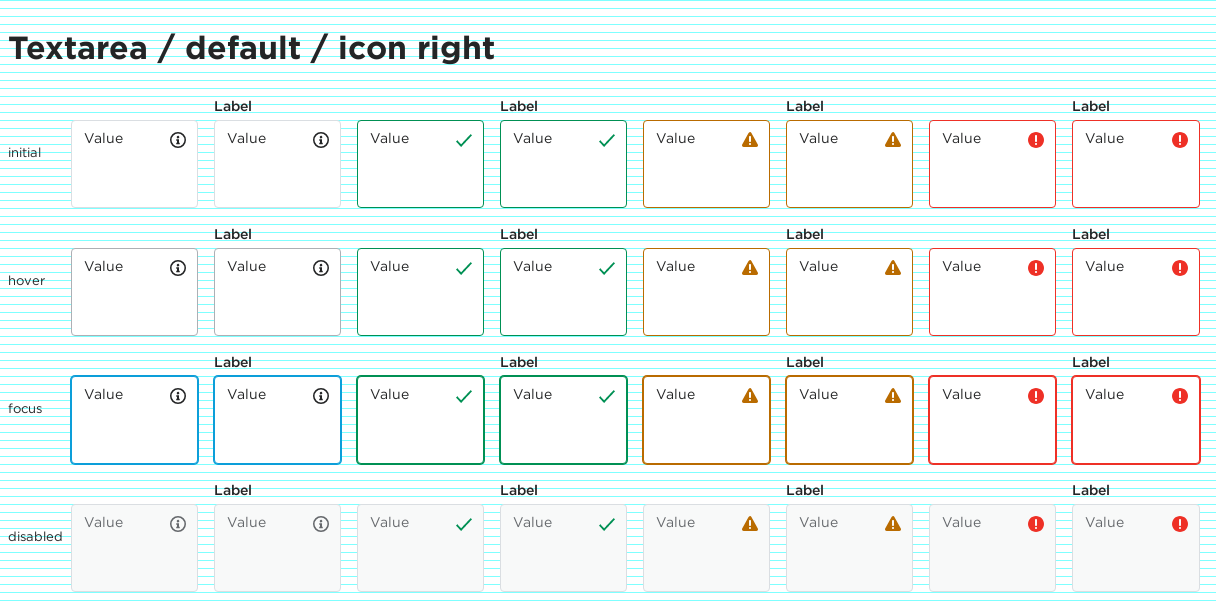 Textarea / default / icon right
Label Label Label Label
initial Value Value Value Value Value Value Value Value
Label Label Label Label
hover Value Value Value Value Value Value Value Value
Label Label Label Label
focus Value Value Value Value Value Value Value Value
Label Label Label Label
disabled Value Value Value Value Value Value Value Value